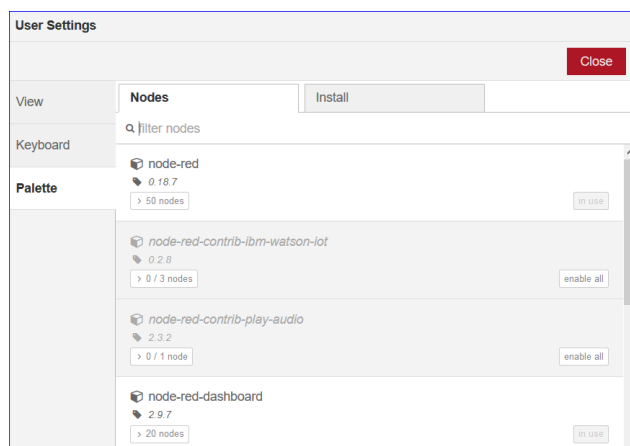 User Settings
Close
View
Keyboard
Palette
Nodes
Install
filter nodes
node-red
0.18.7
> 50 nodes
in use
node-red-contrib-ibm-watson-iot
0.2.8
> 0 / 3 nodes
enable all
node-red-contrib-play-audio
2.3.2
> 0 / 1 node
enable all
node-red-dashboard
2.9.7
> 20 nodes
in use